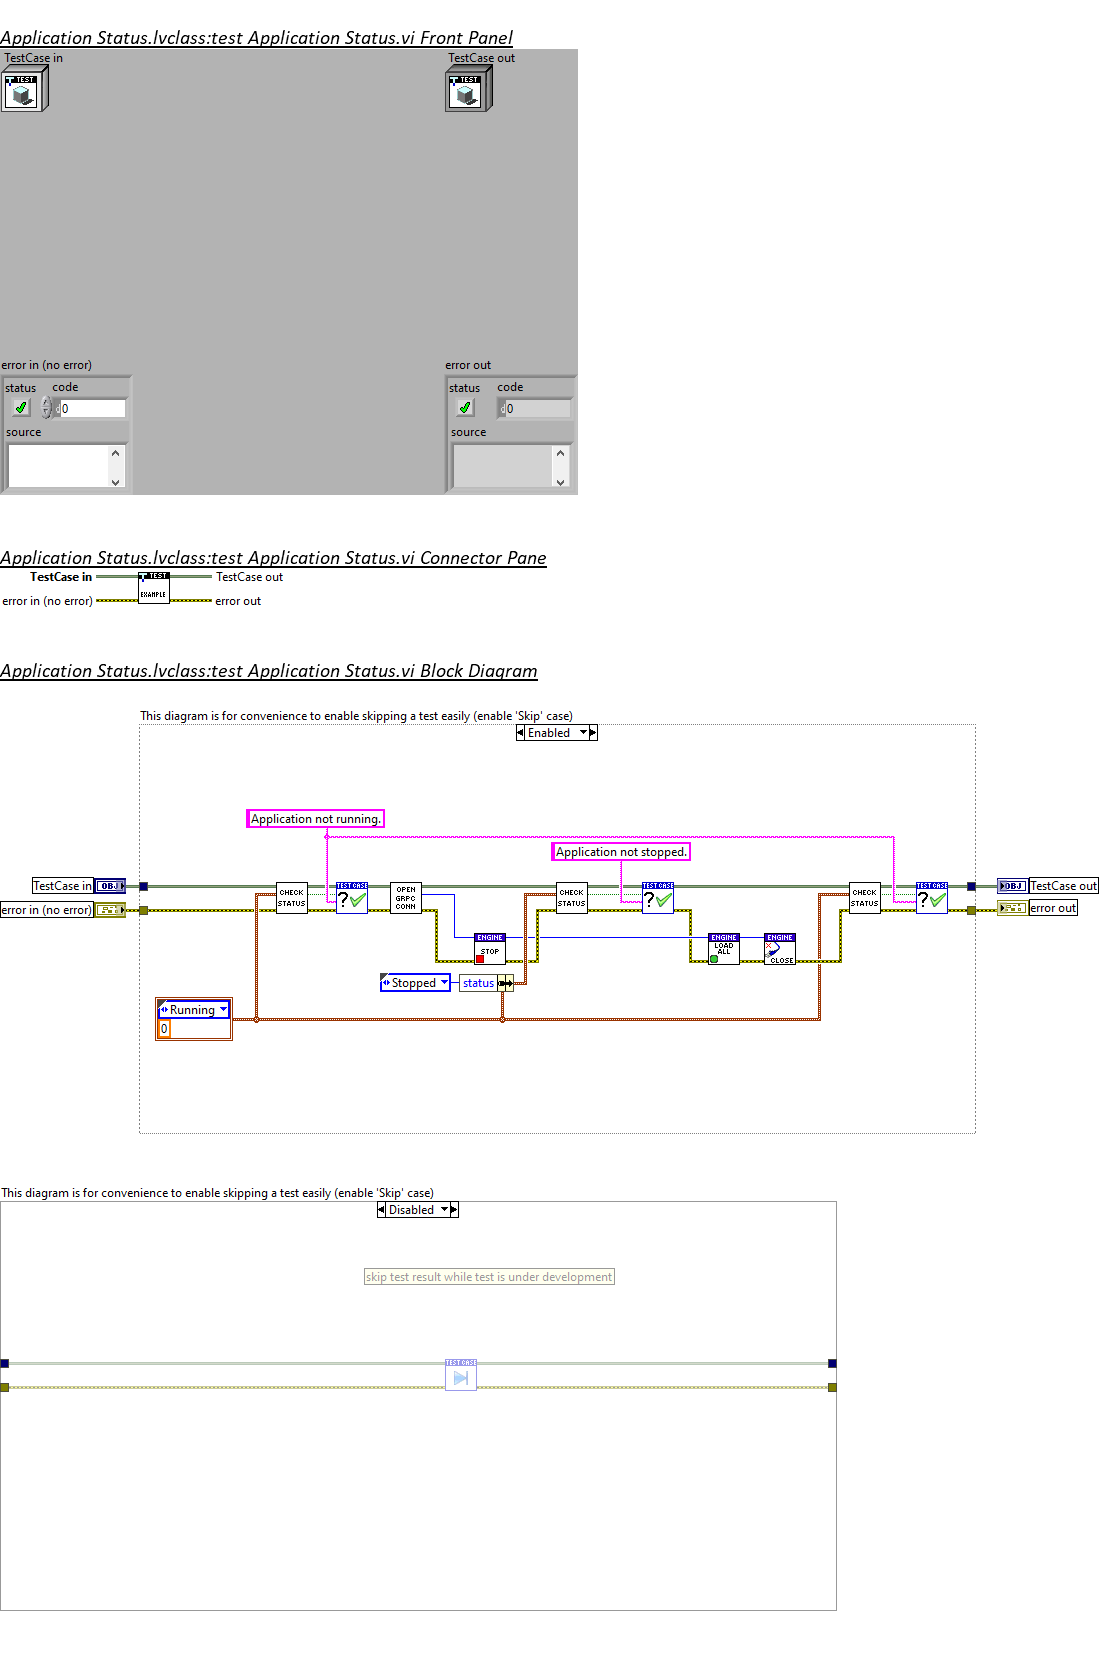 Application Status.lvclass:test Application Status.vi Front Panel
TestCase in
TestCase out
TEST
TEST
error in (no error)
error out
status code
status code
0
0
source
source
Application Status.lvclass:test Application Status.vi Connector Pane
TestCase in
TEST
EXAMPLE
TestCase out
error in (no error)
error out
Application Status.lvclass:test Application Status.vi Block Diagram
This diagram is for convenience to enable skipping a test easily (enable 'Skip' case)
Enabled
Application not running.
Application not stopped.
TestCase in
OBJ
error in (no error)
CHECK
STATUS
TEST CASE
?
OPEN
GRPC
CONN
ENGINE
STOP
CHECK
STATUS
TEST CASE
?
ENGINE
LOAD
ALL
ENGINE
CLOSE
CHECK
STATUS
TEST CASE
?
OBJ
TestCase out
error out
Stopped
status
Running
0
This diagram is for convenience to enable skipping a test easily (enable 'Skip' case)
Disabled
skip test result while test is under development
TEST CASE